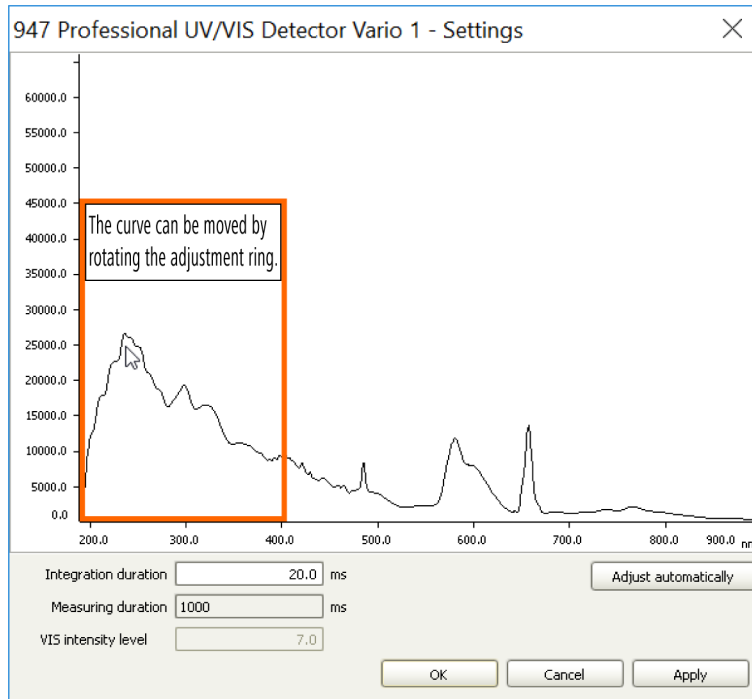 947 Professional UV/VIS Detector Vario 1 - Settings
60000.0
55000.0
50000.0
45000.0
40000.0
35000.0
30000.0
25000.0
20000.0
15000.0
10000.0
5000.0
0.0
The curve can be moved by
rotating the adjustment ring.
200.0 300.0 400.0 500.0 600.0 700.0 800.0 900.0
Integration duration 20.0 ms
Adjust automatically
Measuring duration 1000 ms
VIS intensity level 7.0
OK Cancel Apply